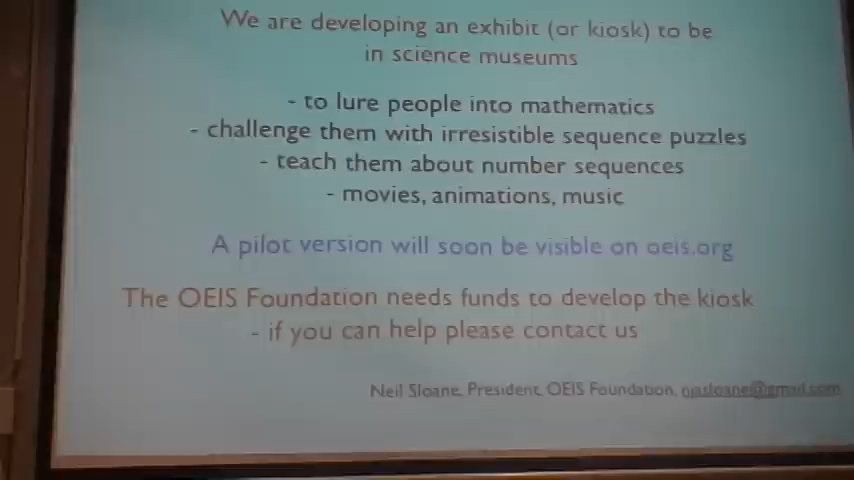 We are developing an exhibit (or kiosk) to be
in science museums
- to lure people into mathematics
- challenge them with irresistible sequence puzzles
- teach them about number sequences
- movies, animations, music
A pilot version will soon be visible on oeis.org
The OEIS Foundation needs funds to develop the kiosk
- if you can help please contact us
Neil Sloane, President, OEIS Foundation, njasloane@gmail.com